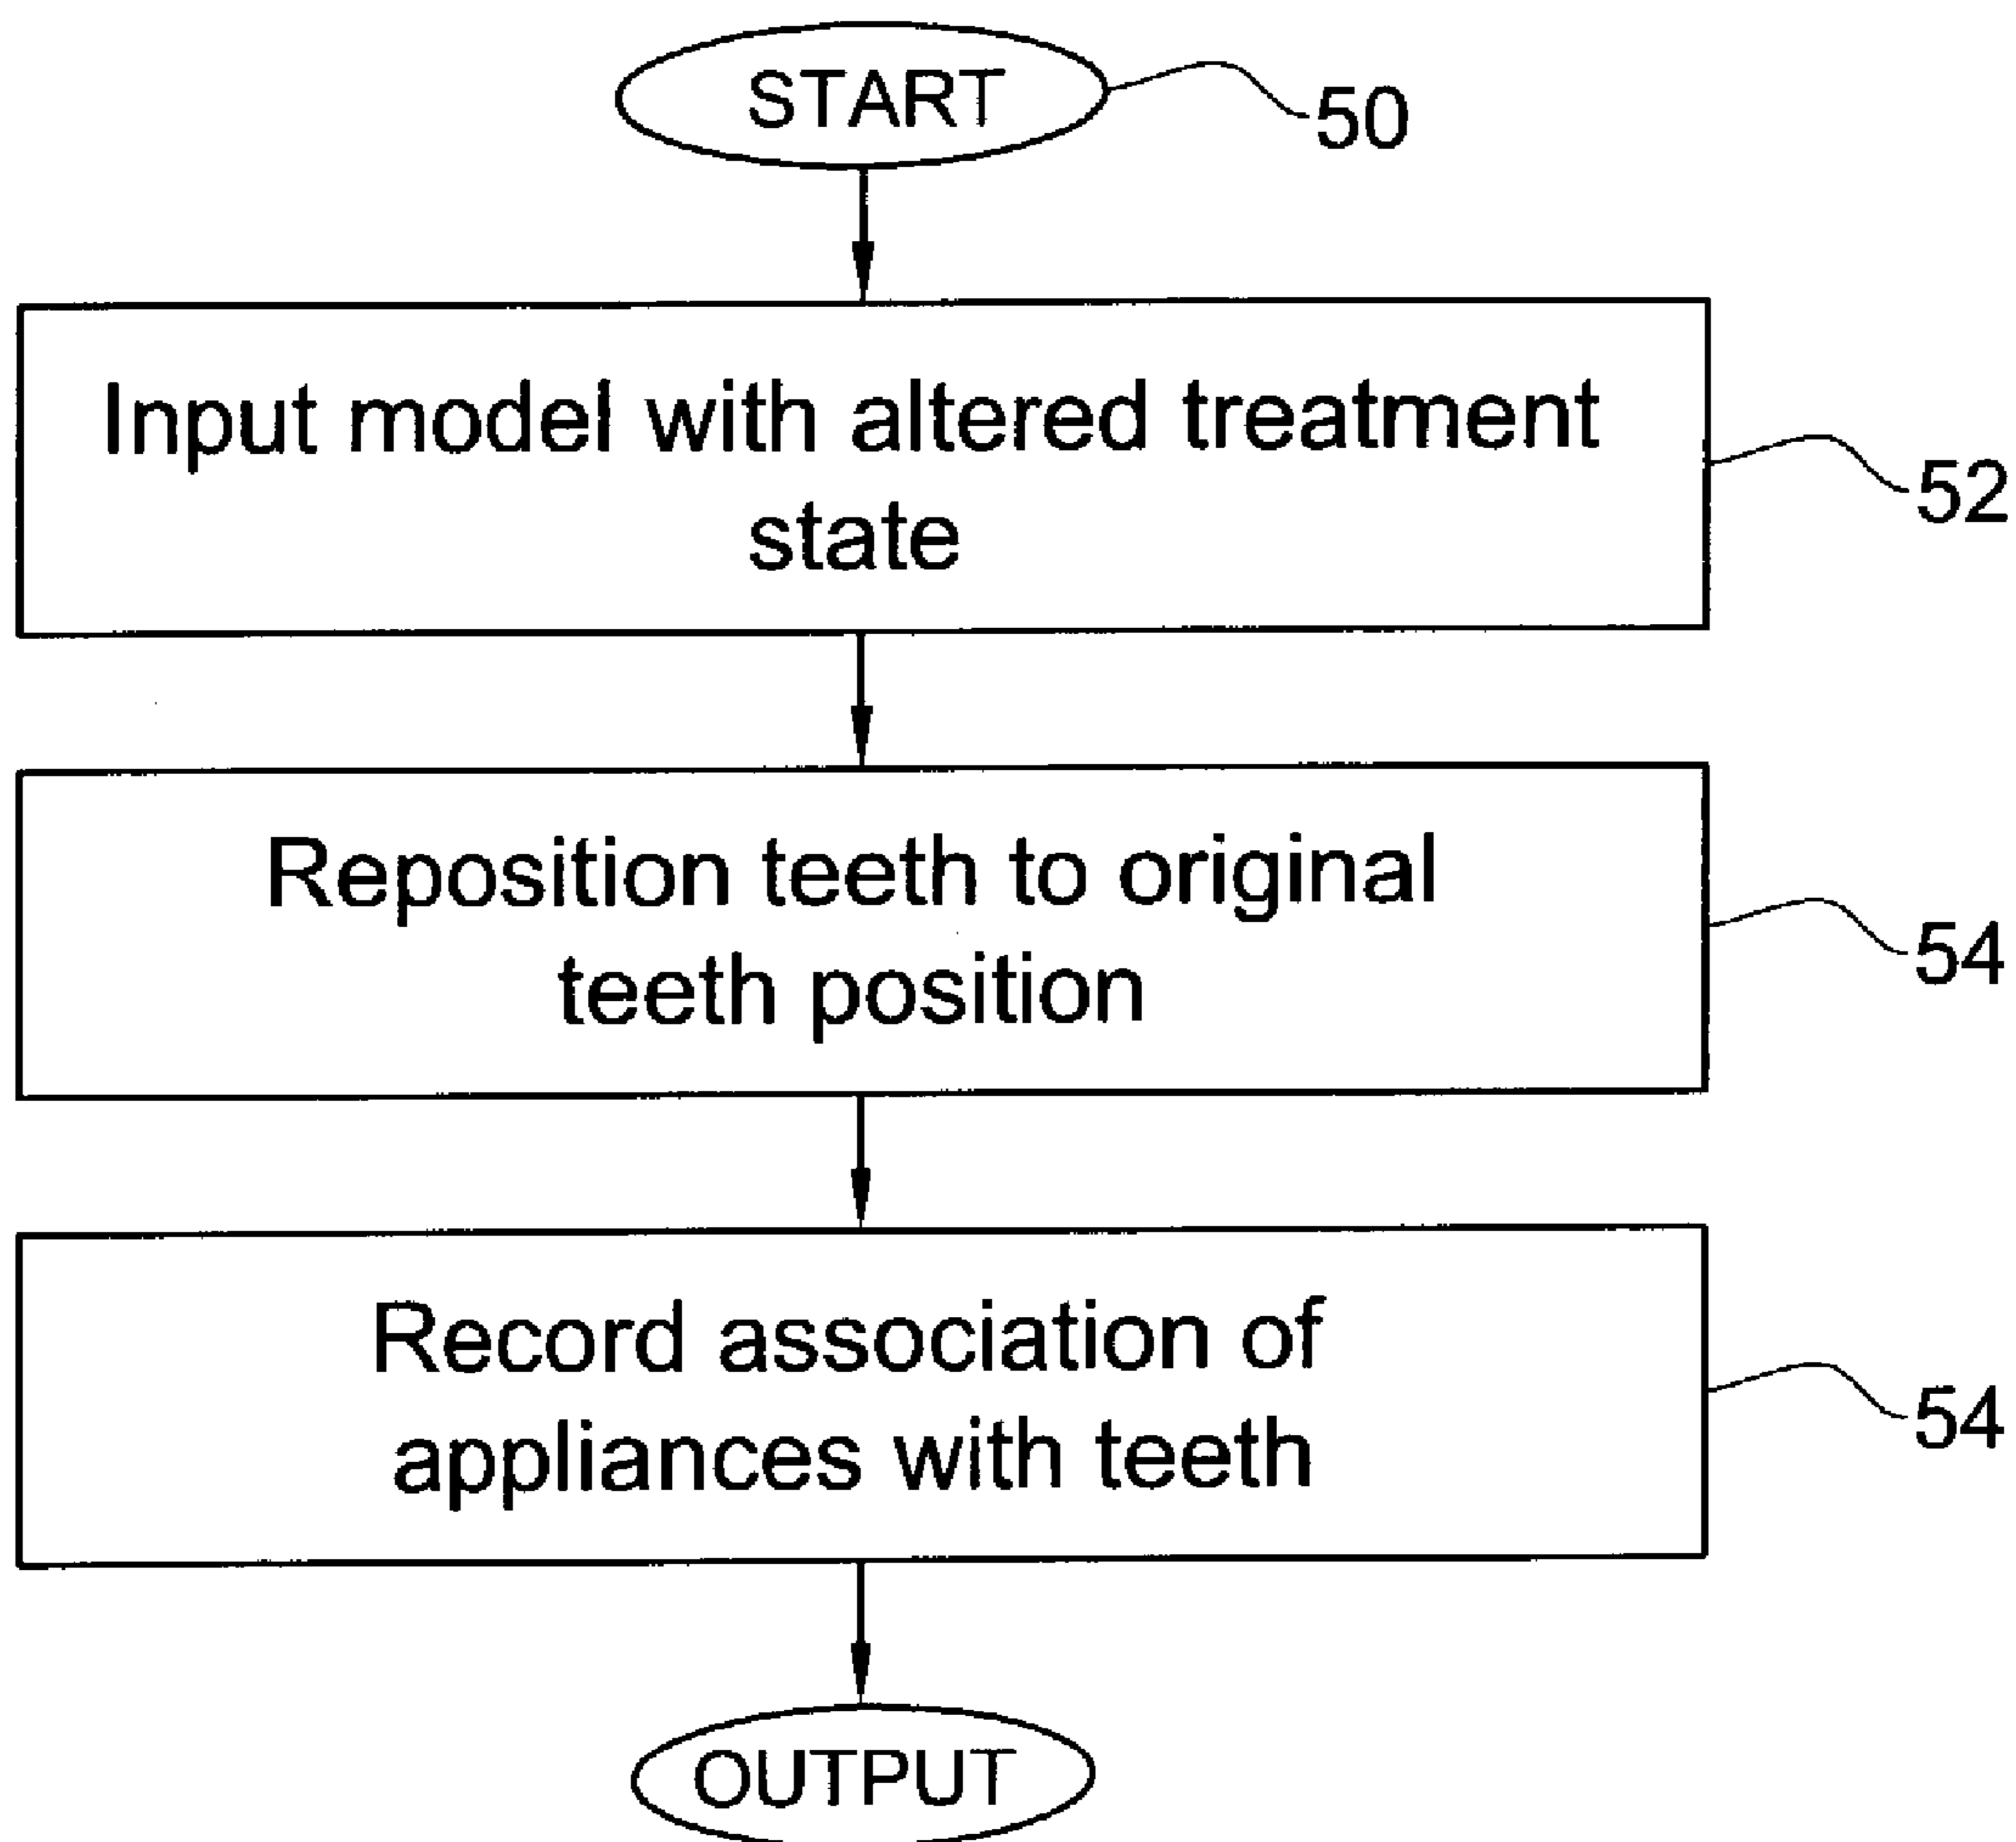 START
50
Input model with altered treatment
state
52
Reposition teeth to original
teeth position
54
Record association of
appliances with teeth
54
OUTPUT